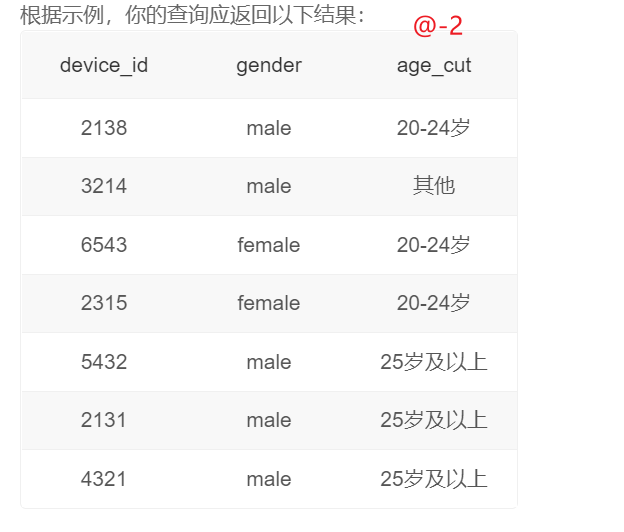 根据示例，你的查询应返回以下结果：
@-2
device_id gender age_cut
2138 male 20-24岁
3214 male 其他
6543 female 20-24岁
2315 female 20-24岁
5432 male 25岁及以上
2131 male 25岁及以上
4321 male 25岁及以上